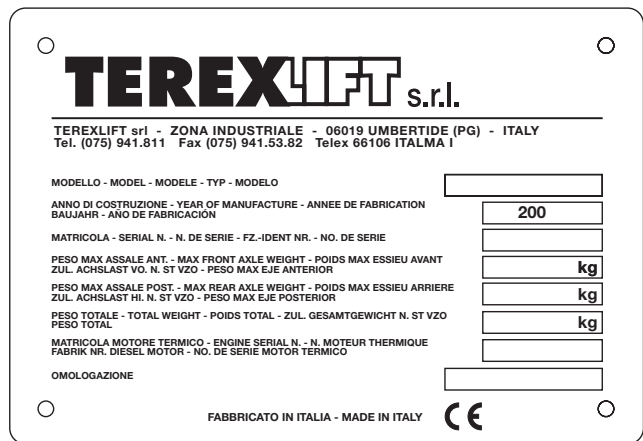 TEREXLIFT s.r.l.
TEREXLIFT srl - ZONA INDUSTRIALE - 06019 UMBERTIDE (PG) - ITALY
Tel. (075) 941.811 Fax (075) 941.53.82 Telex 66106 ITALMA I
MODELLO - MODEL - MODELE - TYP - MODELO
ANNO DI COSTRUZIONE - YEAR OF MANUFACTURE - ANNEE DE FABRICATION
BAUJAHR - AÑO DE FABRICACIÓN
200
MATRICOLA - SERIAL N. - N. DE SERIE - FZ.-IDENT NR. - NO. DE SERIE
PESO MAX ASSALE ANT. - MAX FRONT AXLE WEIGHT - POIDS MAX ESSIEU AVANT
ZUL. ACHSLAST VO. N. ST VZO - PESO MAX EJE ANTERIOR
kg
PESO MAX ASSALE POST. - MAX REAR AXLE WEIGHT - POIDS MAX ESSIEU ARRIERE
ZUL. ACHSLAST HI. N. ST VZO - PESO MAX EJE POSTERIOR
kg
PESO TOTALE - TOTAL WEIGHT - POIDS TOTAL - ZUL. GESAMTGEWICHT N. ST VZO
PESO TOTAL
kg
MATRICOLA MOTORE TERMICO - ENGINE SERIAL N. - N. MOTEUR THERMIQUE
FABRIK NR. DIESEL MOTOR - NO. DE SERIE MOTOR TERMICO
OMOLOGAZIONE
FABBRICATO IN ITALIA - MADE IN ITALY CE